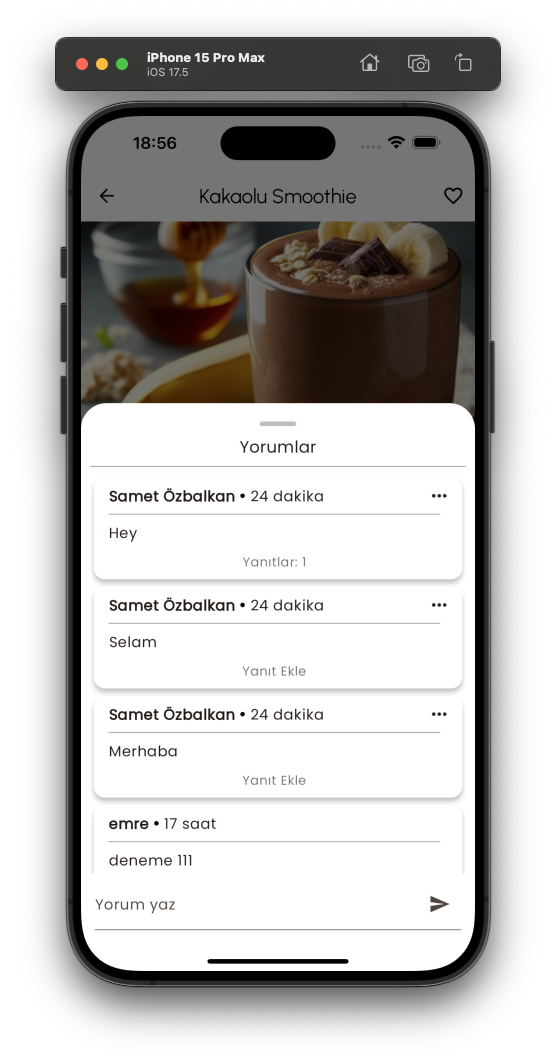 iPhone 15 Pro Max
iOS 17.5
18:56
Kakaolu Smoothie
Yorumlar
Samet Özbalkan • 24 dakika
Hey
Yanıtlar: 1
Samet Özbalkan • 24 dakika
Selam
Yanıt Ekle
Samet Özbalkan • 24 dakika
Merhaba
Yanıt Ekle
emre • 17 saat
deneme 111
Yorum yaz